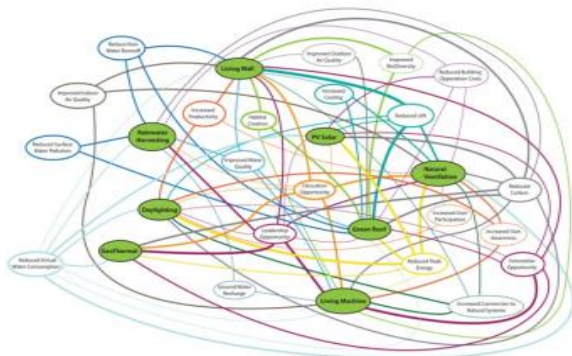 Reduce Storm
Water Runoff
Living Wall
Improved Outdoor
Air Quality
Improved
Biodiversity
Reduced Building
Operation Costs
Improved Indoor
Air Quality
Increased
Productivity
Increased
Cooling
Habitat
Creation
Reduced UHI
Rainwater
Harvesting
PV Solar
Reduced Surface
Water Pollution
Improved Water
Quality
Natural
Ventilation
Education
Opportunity
Reduced
Carbon
Daylighting
Increased User
Participation
Leadership
Opportunity
Green Roof
Increased User
Awareness
GeoThermal
Reduced Virtual
Water Consumption
Reduced Peak
Energy
Innovation
Opportunity
Ground Water
Recharge
Living Machine
Increased Connection to
Natural Systems